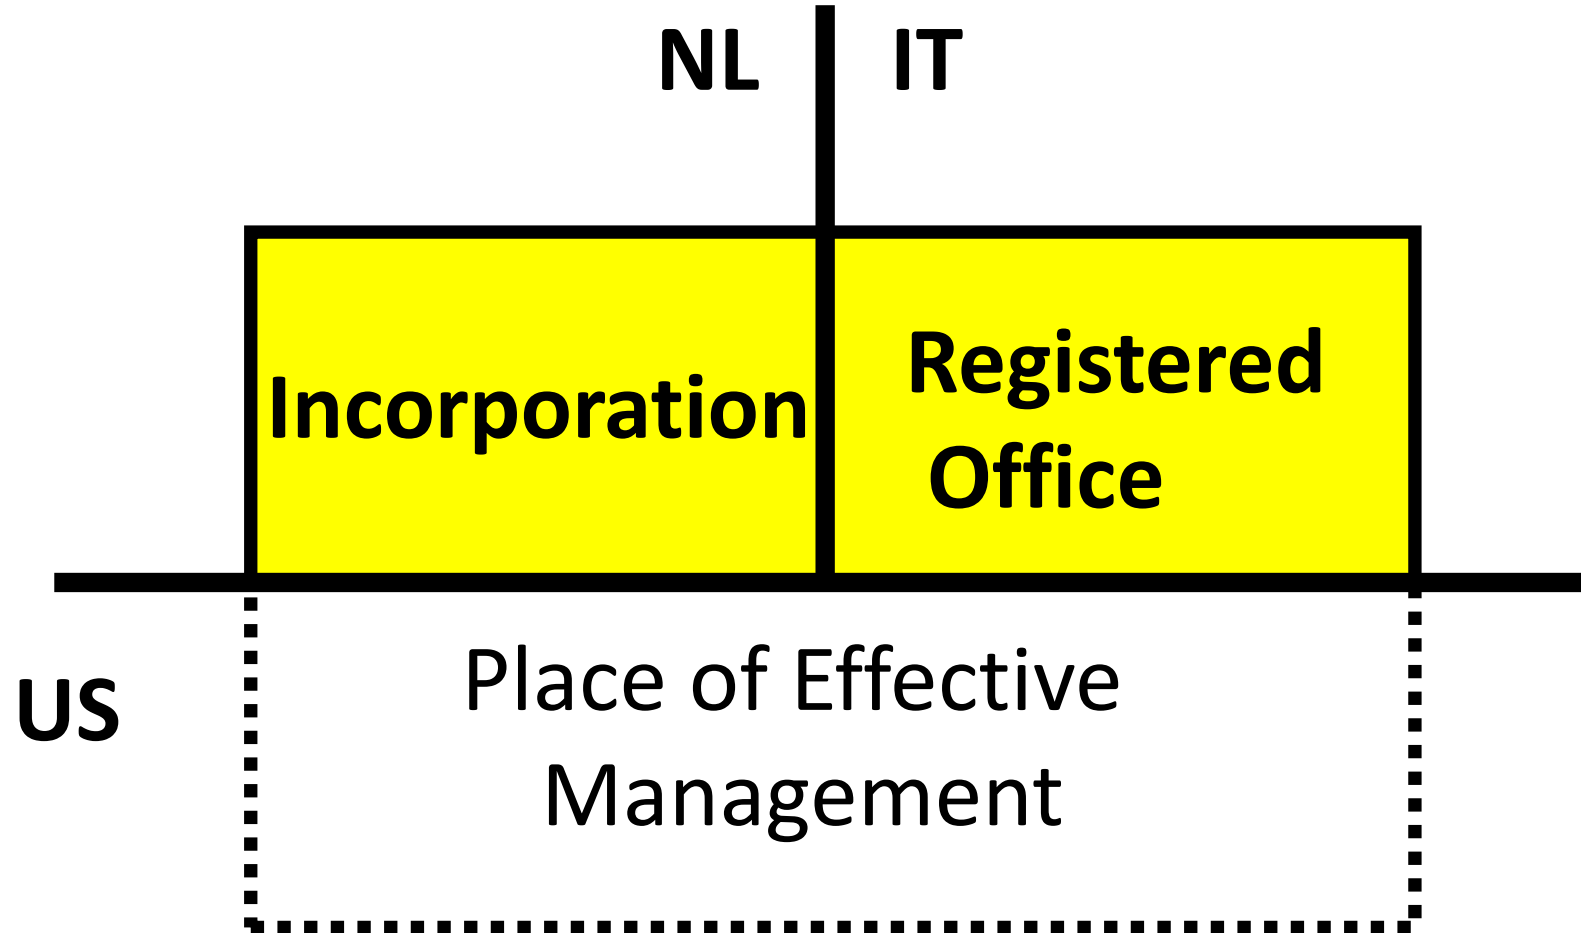 NL IT
Incorporation
Registered
Office
US
Place of Effective
Management